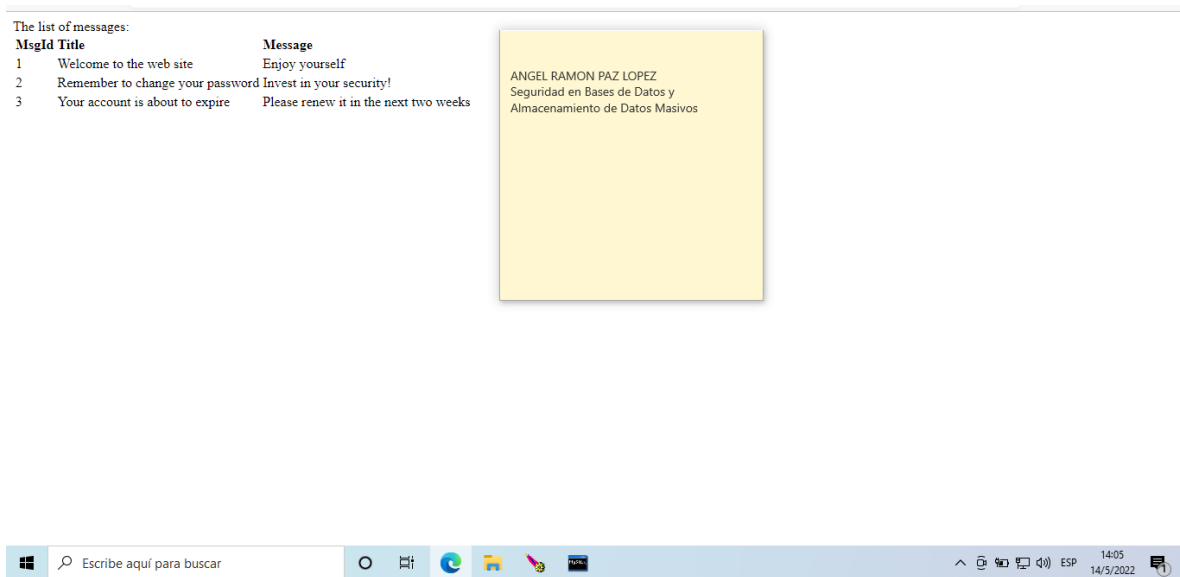 The list of messages:
MsgId Title Message
1 Welcome to the web site Enjoy yourself
2 Remember to change your password Invest in your security!
3 Your account is about to expire Please renew it in the next two weeks
ANGEL RAMON PAZ LOPEZ
Seguridad en Bases de Datos y
Almacenamiento de Datos Masivos
Escribe aquí para buscar
MySQL
ESP
14:05
14/5/2022
1